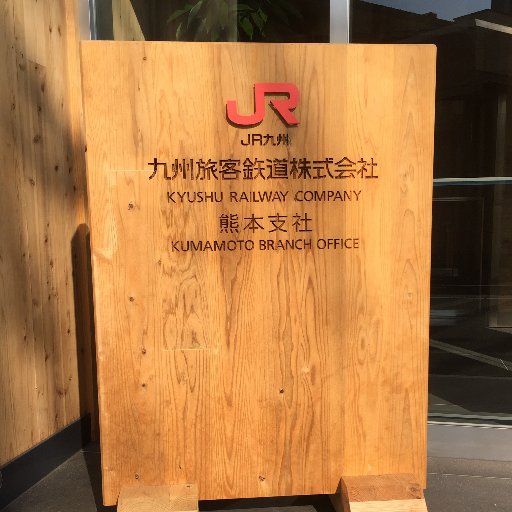 JR
JR九州
九州旅客鉄道株式会社
KYUSHU RAILWAY COMPANY
熊本支社
KUMAMOTO BRANCH OFFICE